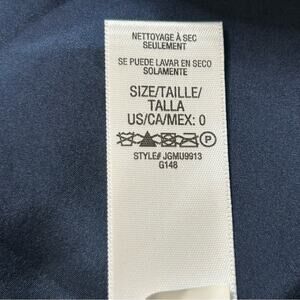 NETTOYAGE À SEC
SEULEMENT
SE PUEDE LAVAR EN SECO
SOLAMENTE
SIZE/TAILLE/
TALLA
US/CA/MEX: 0
P
STYLE# JGMU9913
G148